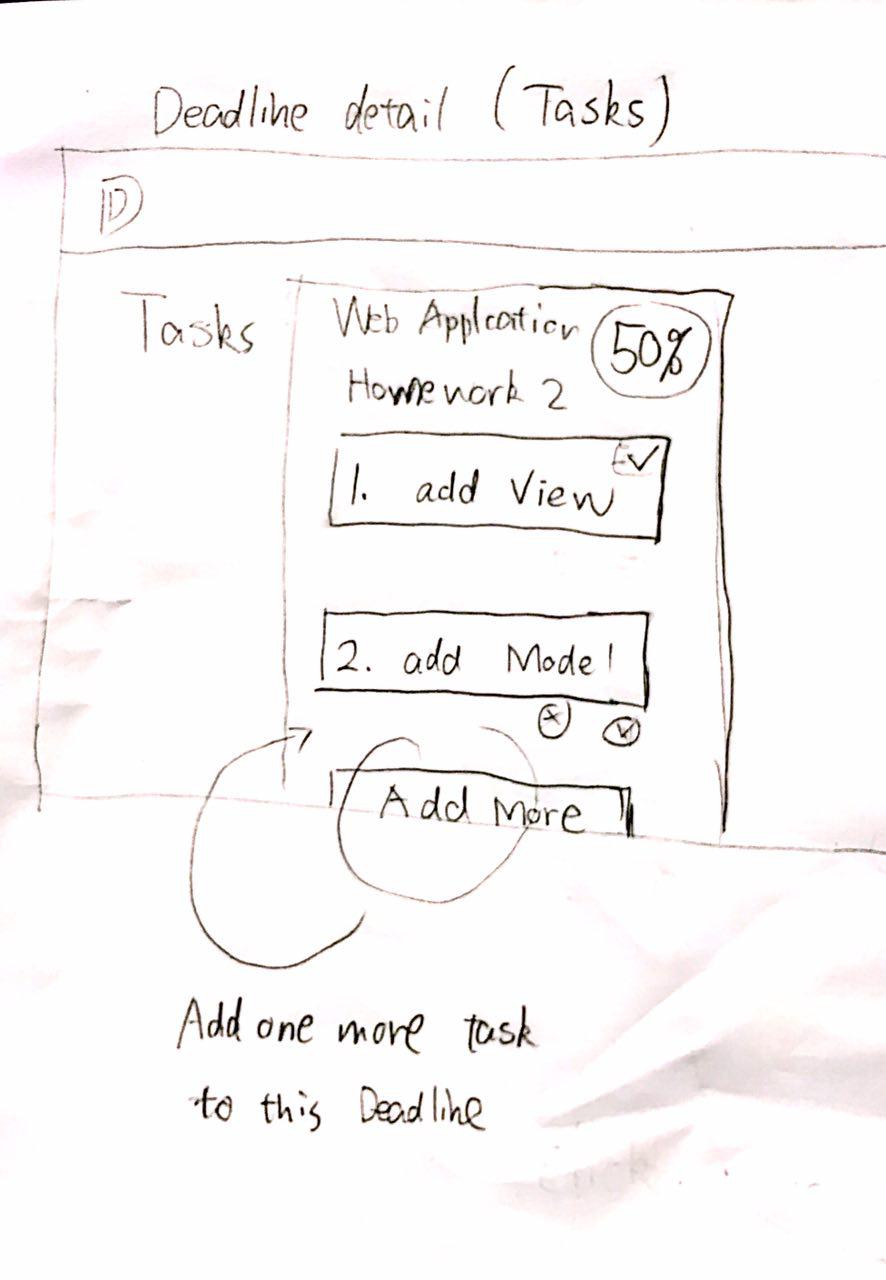 Deadline detail (Tasks)
D
Tasks
Web Application
Homework 2
50%
1. add View
2. add Model
Add More
Add one more task
to this Deadline